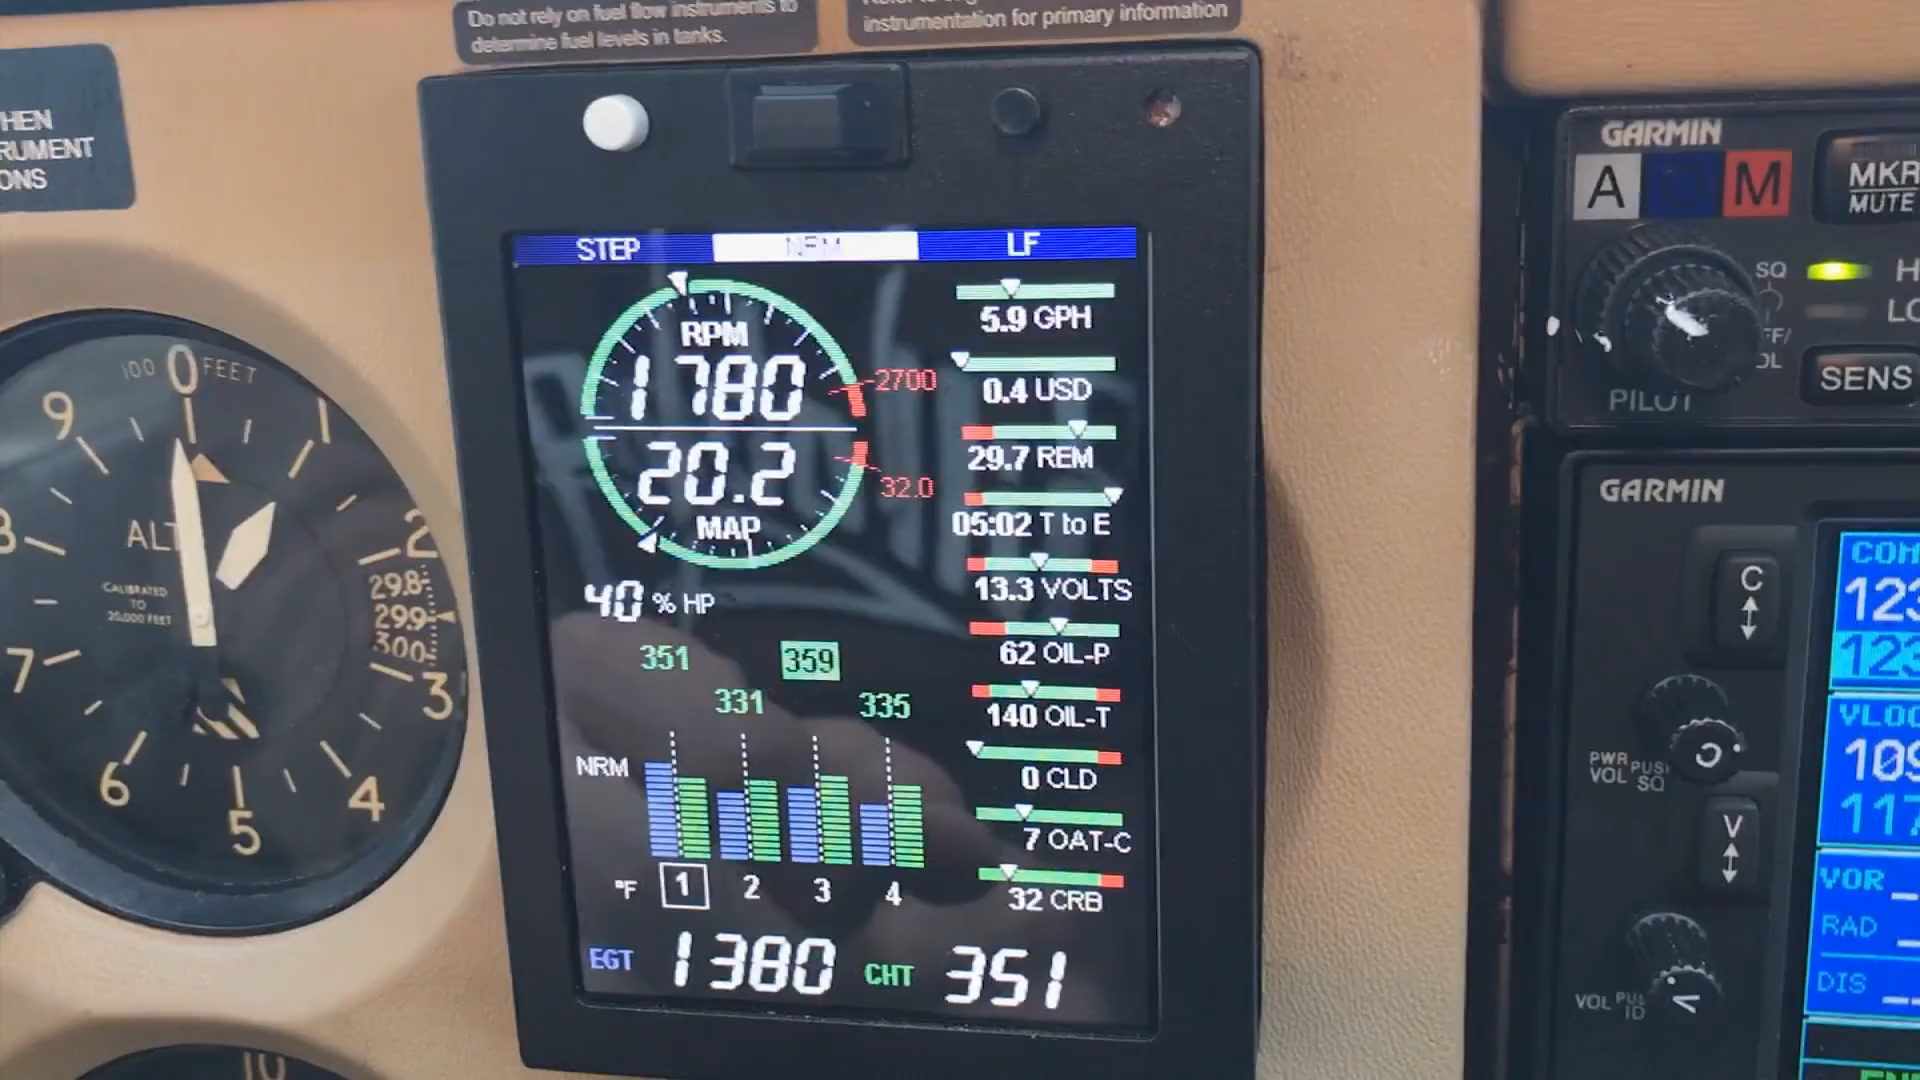 Do not rely on fuel flow instruments to
determine fuel levels in tanks.
instrumentation for primary information
HEN
RUMENT
ONS
STEP NRM LF
RPM
1780
2700
20.2
32.0
MAP
40 % HP
351 359
331 335
NRM
°F 1 2 3 4
EGT 1380 CHT 351
5.9 GPH
0.4 USD
29.7 REM
05:02 T to E
13.3 VOLTS
62 OIL-P
140 OIL-T
0 CLD
7 OAT-C
32 CRB
100 0 FEET
9 1
ALT
2
CALIBRATED
TO
20,000 FEET
29.8
29.9
30.0
7 3
6 4
5
10
GARMIN
A O M
MKR
MUTE
SQ
PILOT
SENS
GARMIN
C
COM
123
123
VLOC
109
117
PWR
VOL
PUSH
SQ
V
VOR
RAD
DIS
VOL
ID